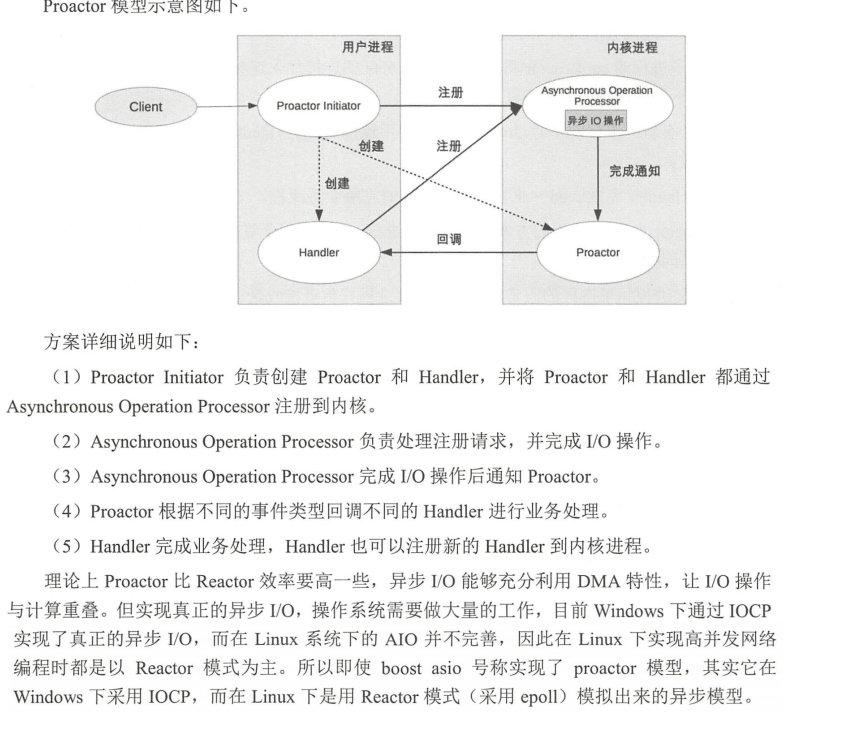 Proactor 模型示意图如下。
用户进程
内核进程
Client
Proactor Initiator
注册
Asynchronous Operation
Processor
异步 IO 操作
创建
注册
创建
完成通知
Handler
回调
Proactor
方案详细说明如下：
（1）Proactor Initiator 负责创建 Proactor 和 Handler，并将 Proactor 和 Handler 都通过
Asynchronous Operation Processor 注册到内核。
（2）Asynchronous Operation Processor 负责处理注册请求，并完成 I/O 操作。
（3）Asynchronous Operation Processor 完成 I/O 操作后通知 Proactor。
（4）Proactor 根据不同的事件类型回调不同的 Handler 进行业务处理。
（5）Handler 完成业务处理，Handler 也可以注册新的 Handler 到内核进程。
理论上 Proactor 比 Reactor 效率要高一些，异步 I/O 能够充分利用 DMA 特性，让 I/O 操作
与计算重叠。但实现真正的异步 I/O，操作系统需要做大量的工作，目前 Windows 下通过 IOCP
实现了真正的异步 I/O，而在 Linux 系统下的 AIO 并不完善，因此在 Linux 下实现高并发网络
编程时都是以 Reactor 模式为主。所以即使 boost asio 号称实现了 proactor 模型，其实它在
Windows 下采用 IOCP，而在 Linux 下是用 Reactor 模式（采用 epoll）模拟出来的异步模型。